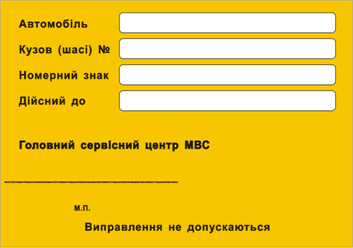 Автомобіль
Кузов (шасі) №
Номерний знак
Дійсний до
Головний сервісний центр МВС
м.п.
Виправлення не допускаються